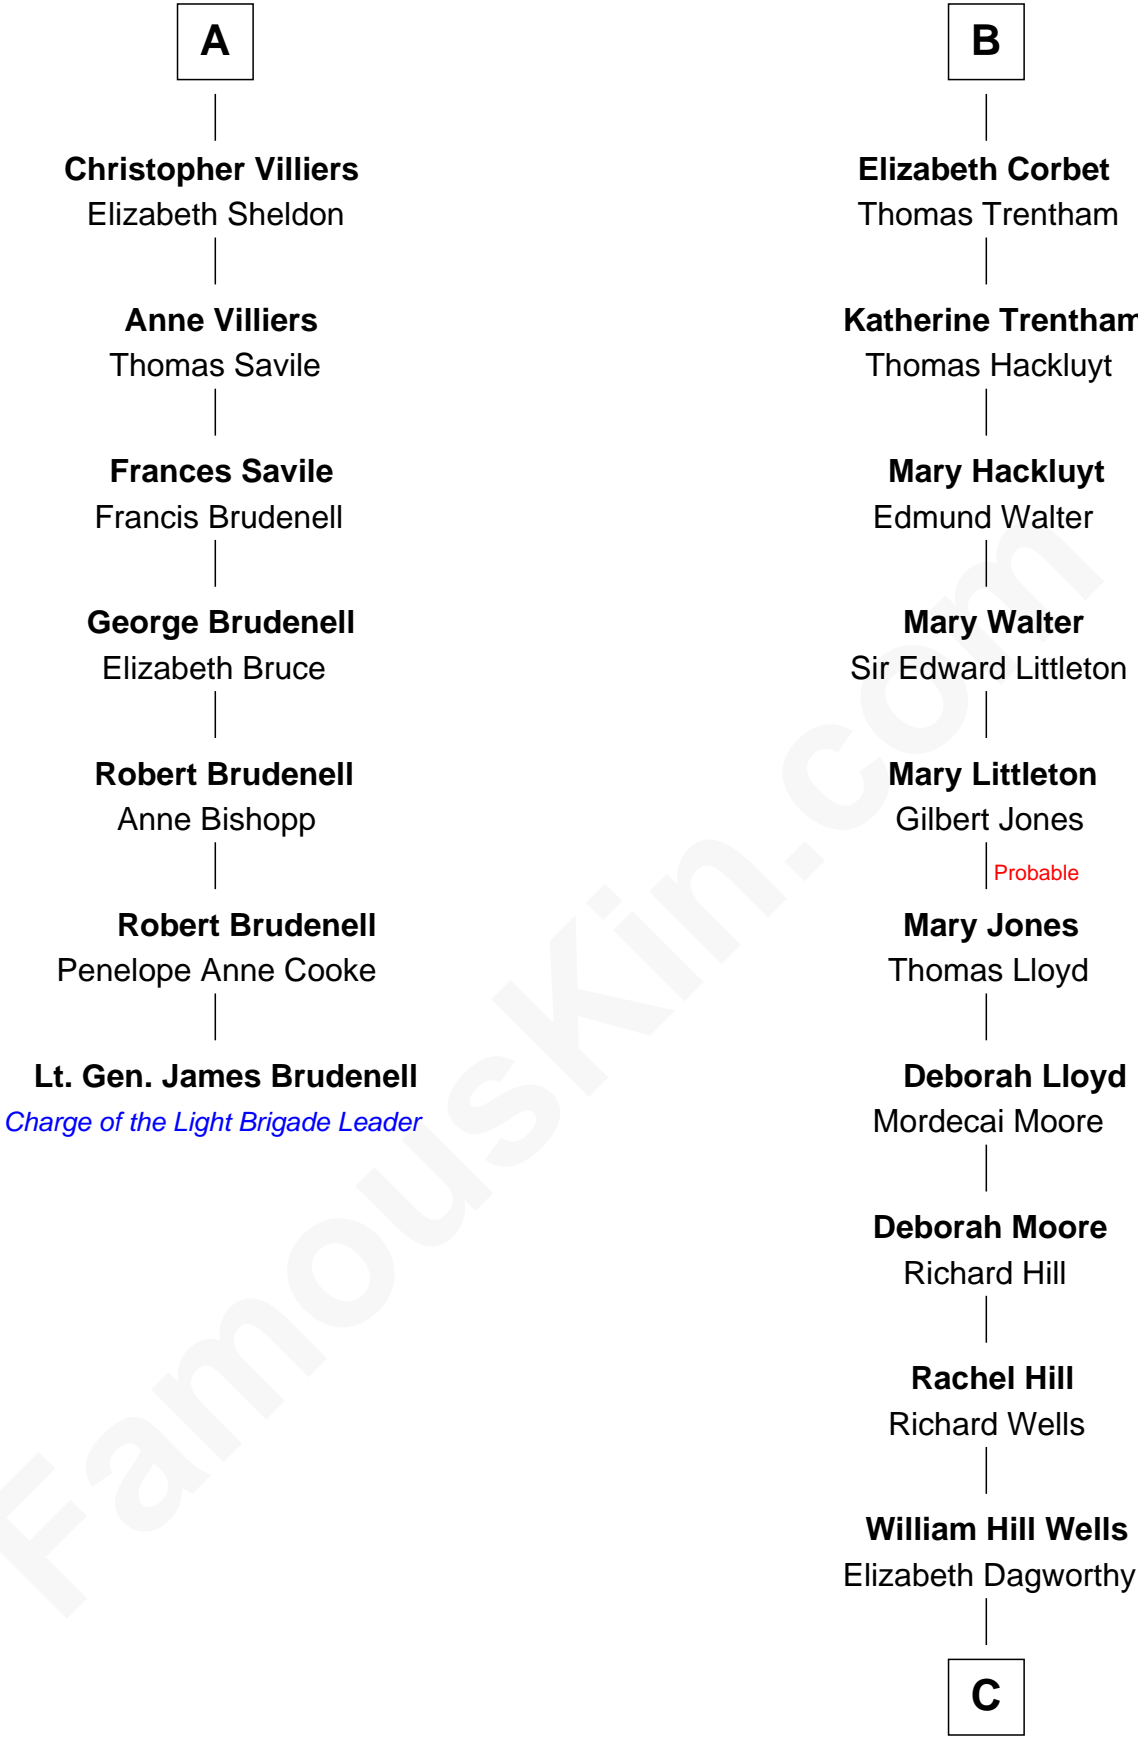 A
Christopher Villiers
Elizabeth Sheldon
Anne Villiers
Thomas Savile
Frances Savile
Francis Brudenell
George Brudenell
Elizabeth Bruce
Robert Brudenell
Anne Bishopp
Robert Brudenell
Penelope Anne Cooke
Lt. Gen. James Brudenell
Charge of the Light Brigade Leader
B
Elizabeth Corbet
Thomas Trentham
Katherine Trentham
Thomas Hackluyt
Mary Hackluyt
Edmund Walter
Mary Walter
Sir Edward Littleton
Mary Littleton
Gilbert Jones
Probable
Mary Jones
Thomas Lloyd
Deborah Lloyd
Mordecai Moore
Deborah Moore
Richard Hill
Rachel Hill
Richard Wells
William Hill Wells
Elizabeth Dagworthy
C
FamousKin.com